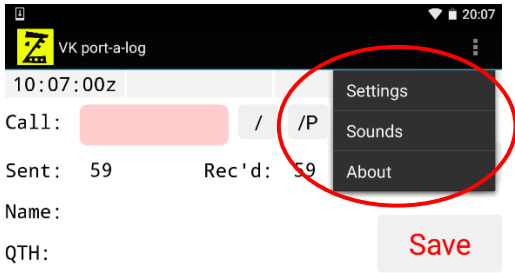 20:07
VK port-a-log
10:07:00z
Settings
Call: / /P
Sounds
Sent: 59 Rec'd: 59
About
Name:
QTH:
Save